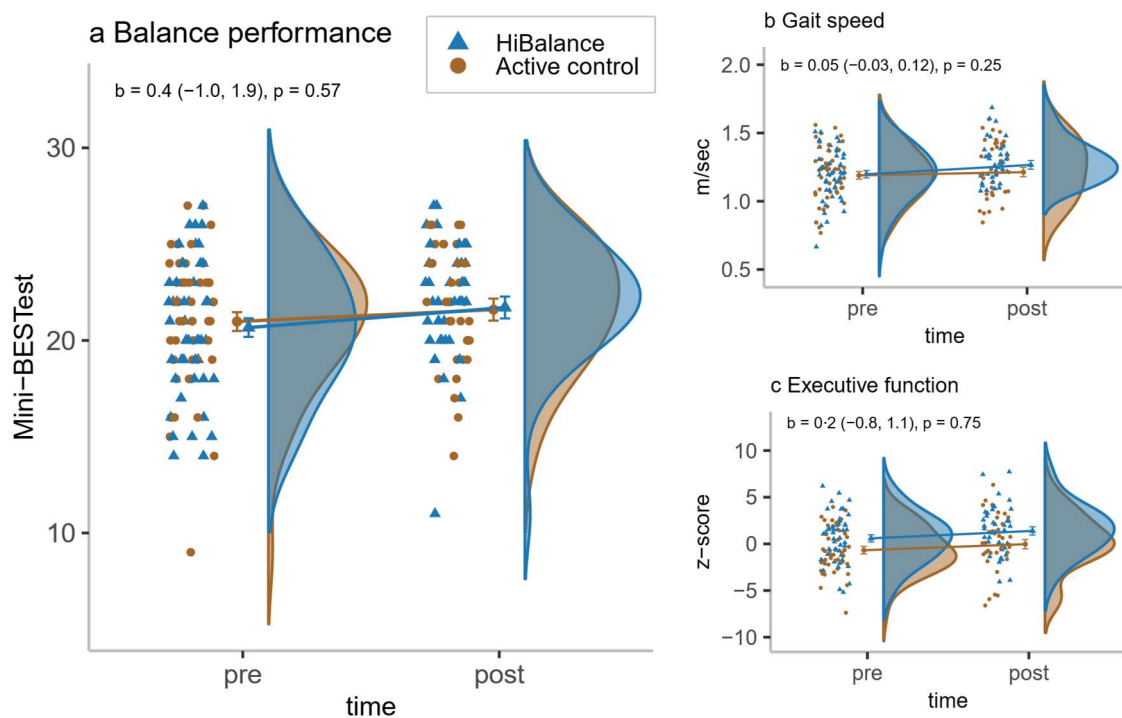 a Balance performance
HiBalance
Active control
b = 0.4 (−1.0, 1.9), p = 0.57
30
20
10
Mini−BESTest
pre
post
time
b Gait speed
b = 0.05 (−0.03, 0.12), p = 0.25
2.0
1.5
1.0
0.5
m/sec
pre
post
time
c Executive function
b = 0·2 (−0.8, 1.1), p = 0.75
10
5
0
−5
−10
z−score
pre
post
time